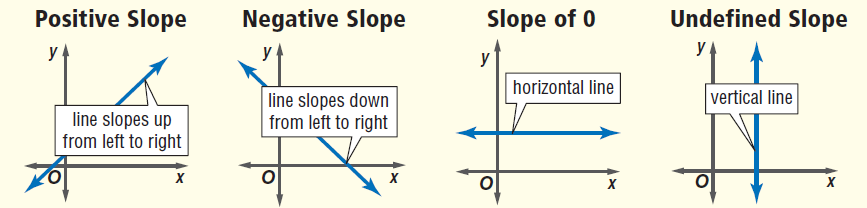 Positive Slope
y
line slopes up
from left to right
O
x
Negative Slope
y
line slopes down
from left to right
O
x
Slope of 0
y
horizontal line
O
x
Undefined Slope
y
vertical line
O
x